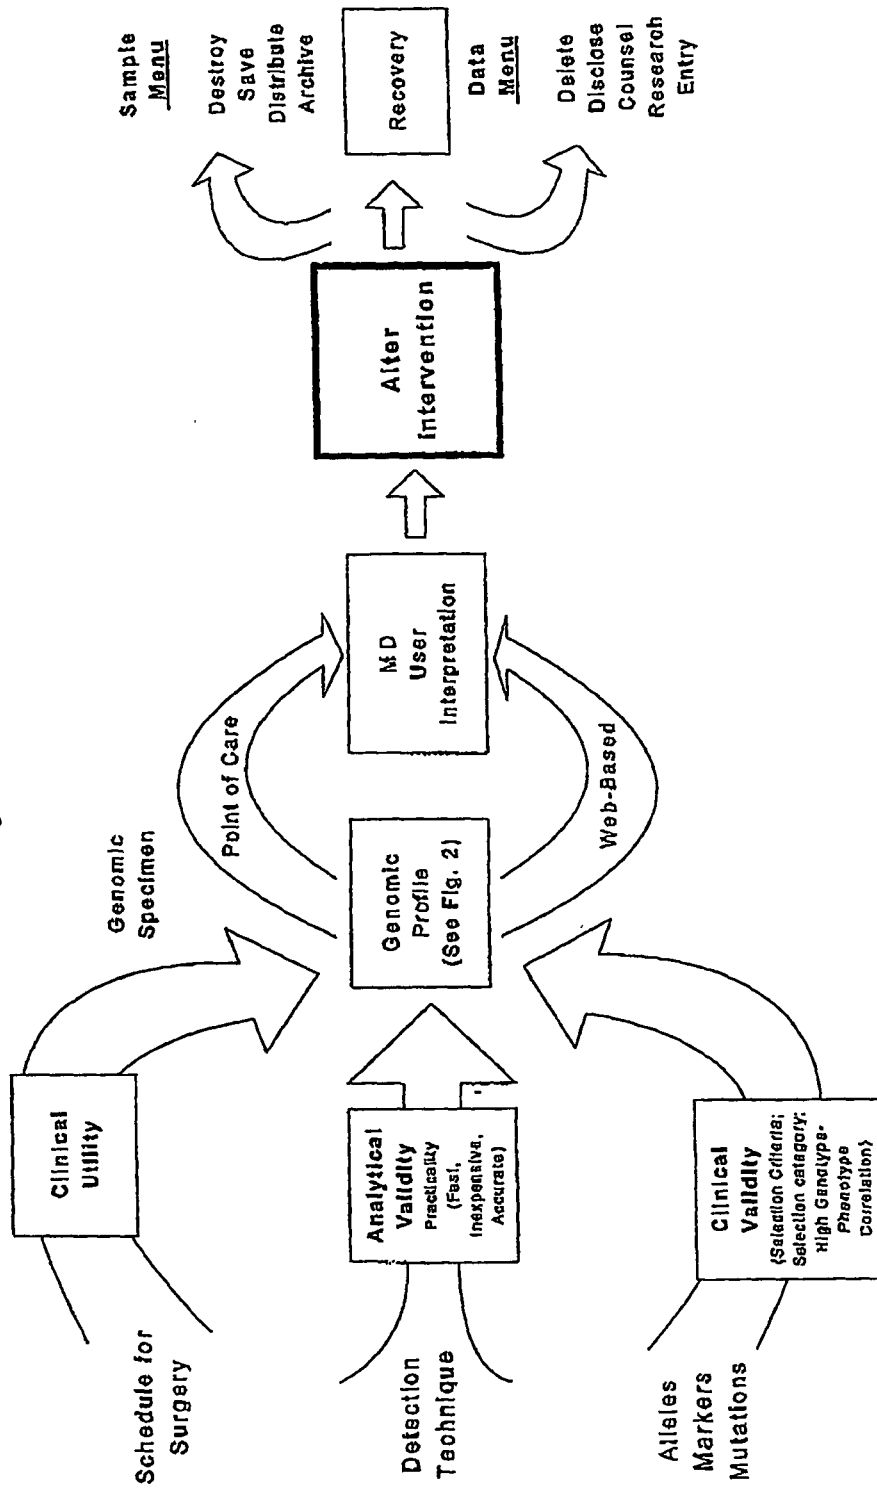 Schedule for
Surgery
Clinical
Utility
Genomic
Specimen
Detection
Technique
Analytical
Validity
Practicality
(Fast,
Inexpensive,
Accurate)
Alleles
Markers
Mutations
Clinical
Validity
(Selection Criteria;
Selection category;
High Genotype-
Phenotype
Correlation)
Genomic
Profile
(See Fig. 2)
Point of Care
Web-Based
MD
User
Interpretation
Alter
Intervention
Sample
Menu
Destroy
Save
Distribute
Archive
Recovery
Data
Menu
Delete
Disclose
Counsel
Research
Entry